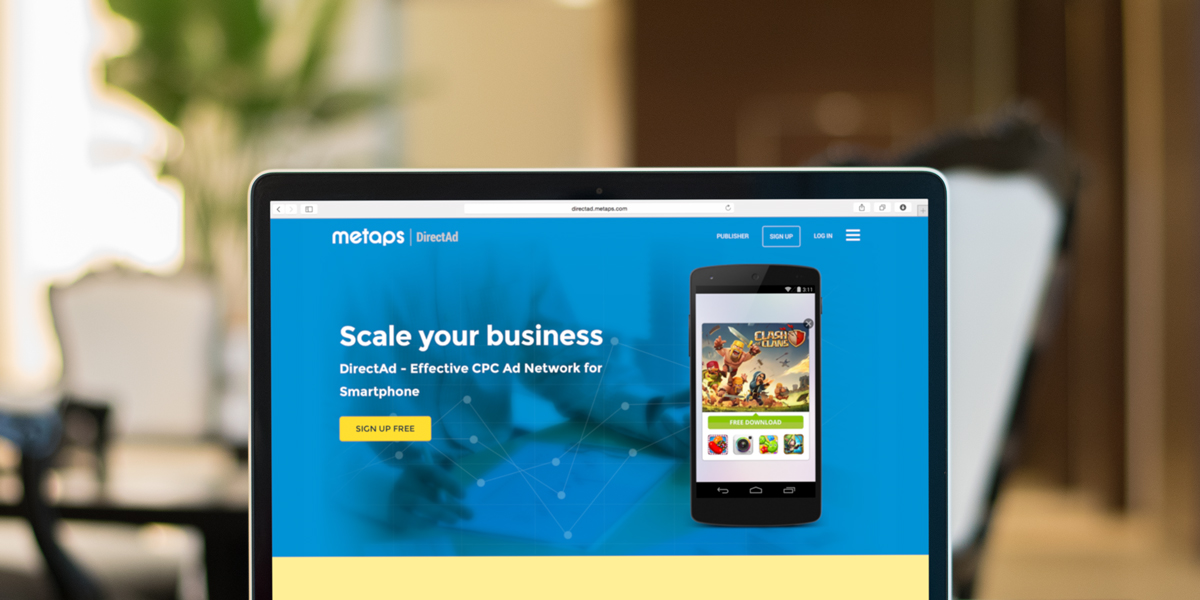 directad.metaps.com
metaps | DirectAd
PUBLISHER
SIGN UP
LOG IN
3:11
CLASH
OF CLANS
Scale your business
DirectAd - Effective CPC Ad Network for
Smartphone
SIGN UP FREE
FREE DOWNLOAD